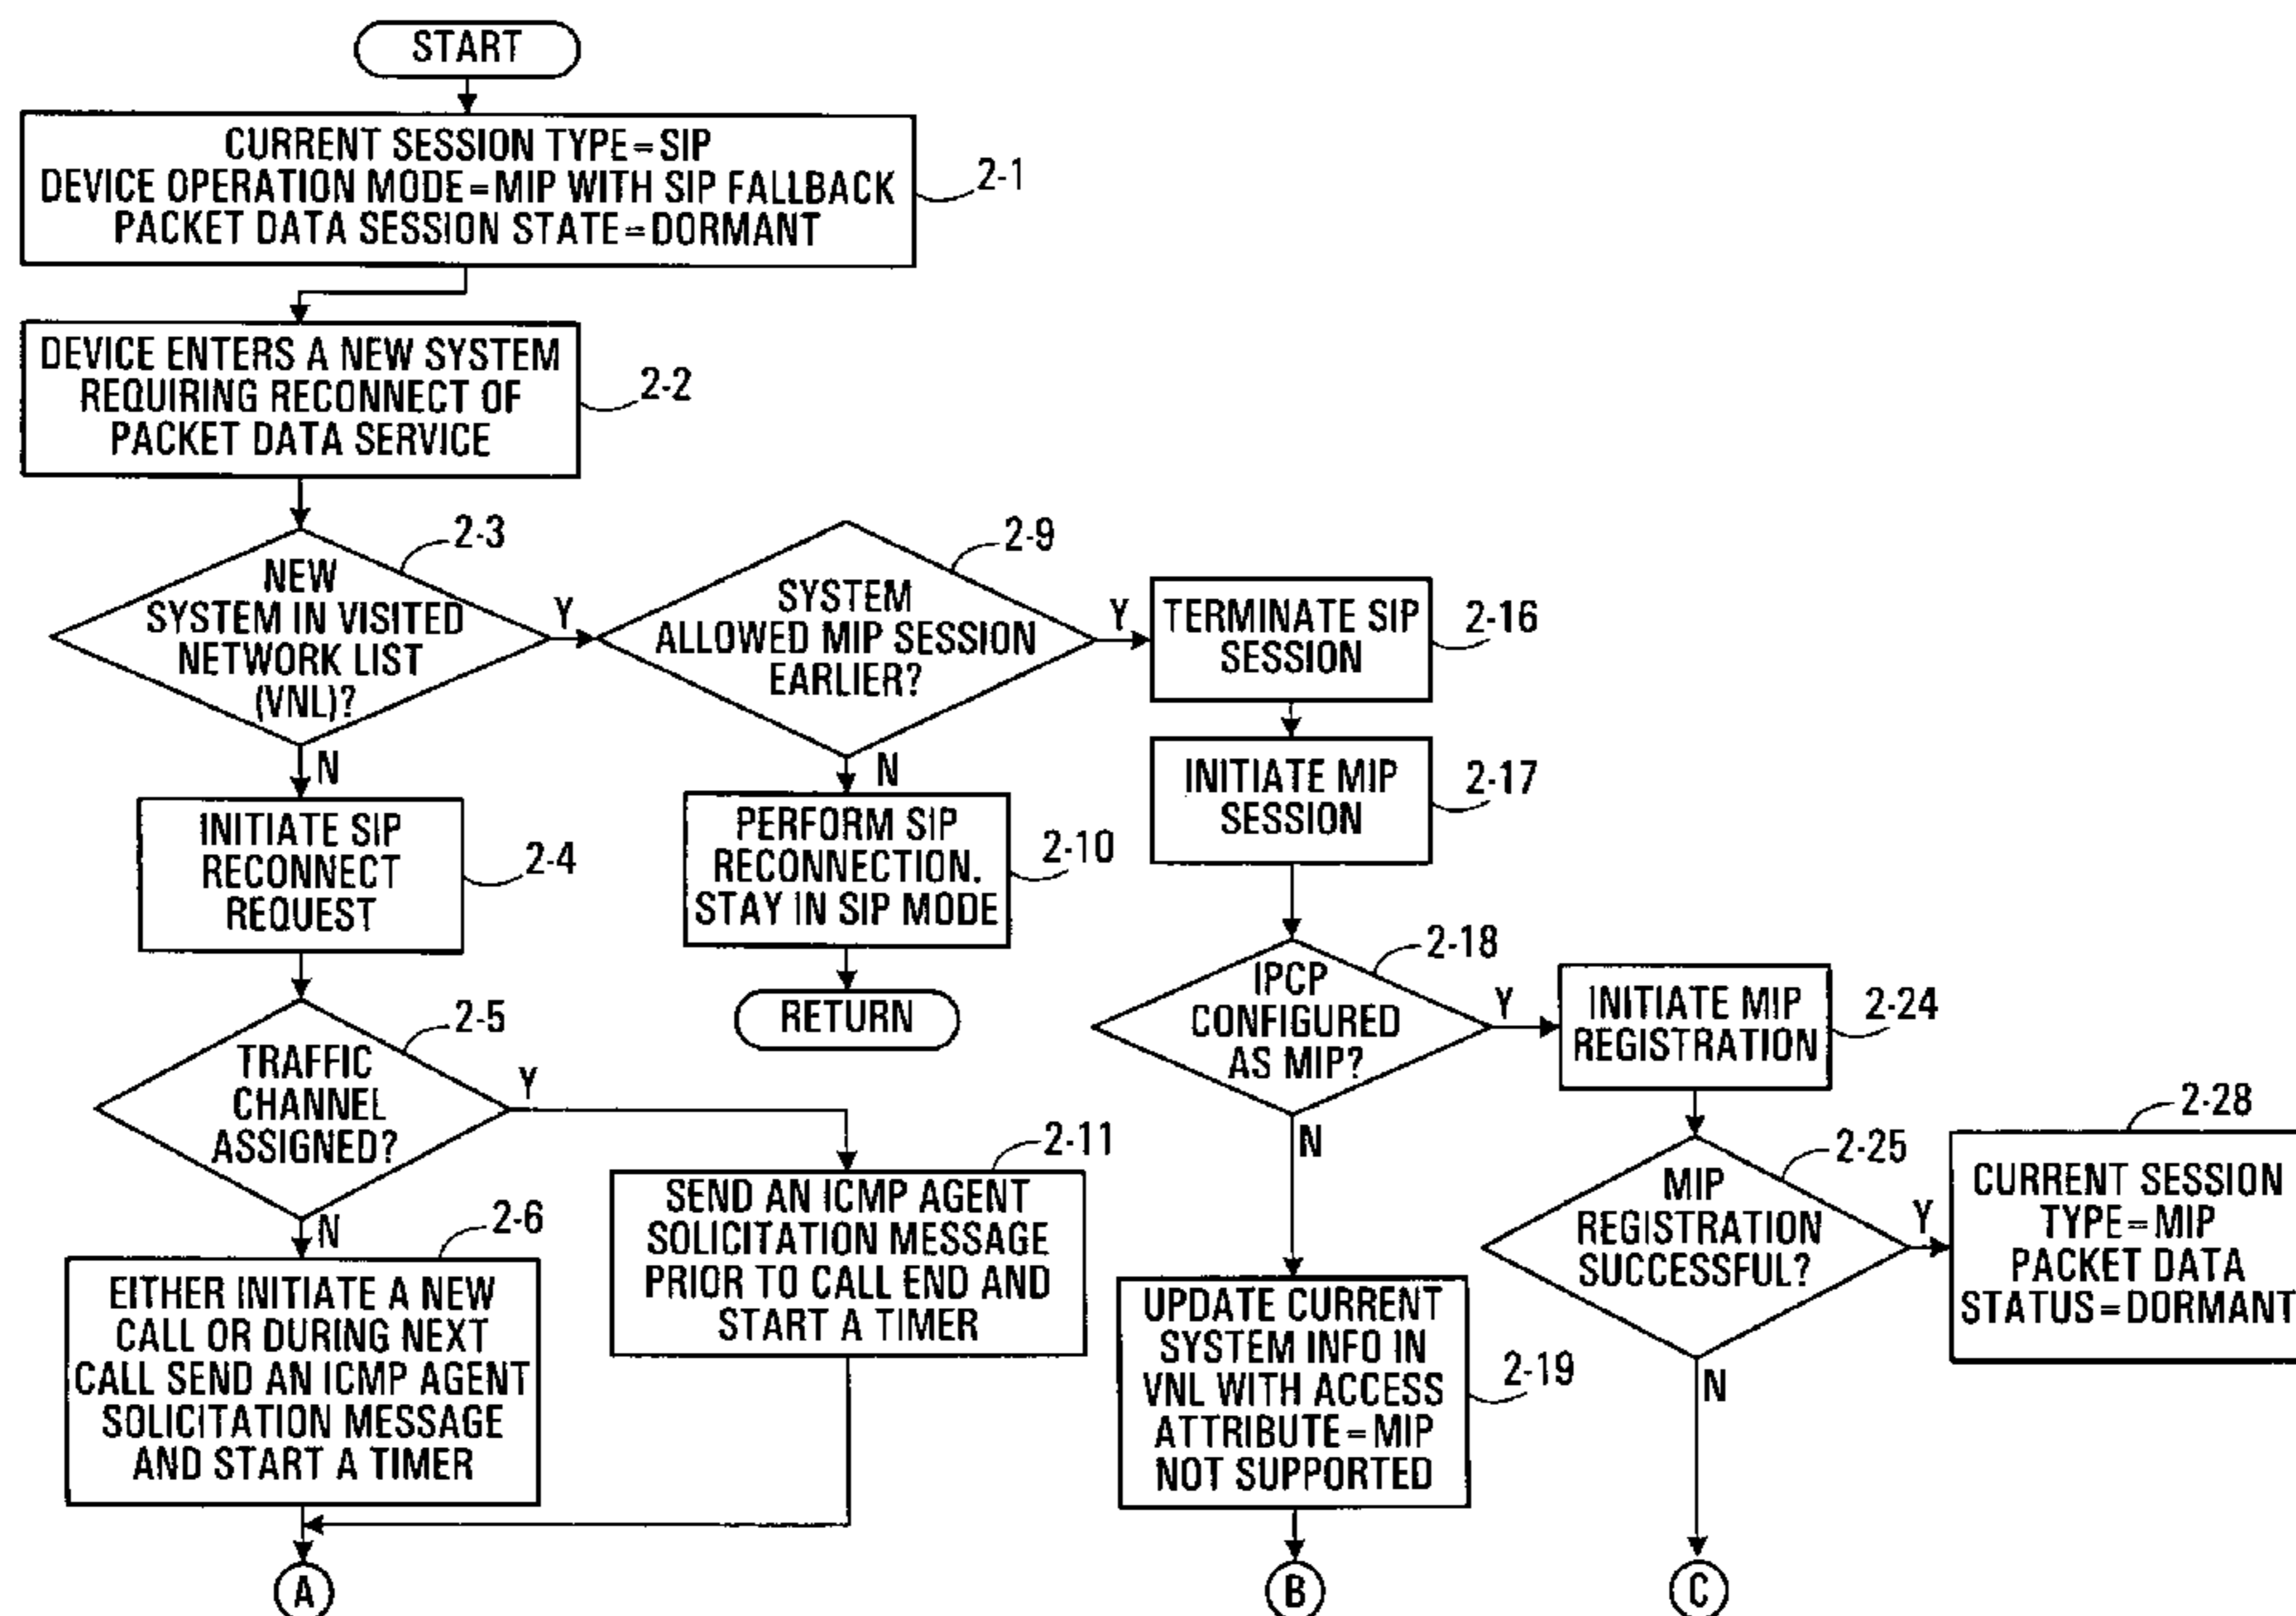 START
CURRENT SESSION TYPE=SIP
DEVICE OPERATION MODE=MIP WITH SIP FALLBACK
PACKET DATA SESSION STATE=DORMANT
2-1
DEVICE ENTERS A NEW SYSTEM
REQUIRING RECONNECT OF
PACKET DATA SERVICE
2-2
NEW
SYSTEM IN VISITED
NETWORK LIST
(VNL)?
2-3
Y
N
SYSTEM
ALLOWED MIP SESSION
EARLIER?
2-9
Y
N
TERMINATE SIP
SESSION
2-16
INITIATE MIP
SESSION
2-17
INITIATE SIP
RECONNECT
REQUEST
2-4
PERFORM SIP
RECONNECTION.
STAY IN SIP MODE
2-10
RETURN
IPCP
CONFIGURED
AS MIP?
2-18
Y
N
INITIATE MIP
REGISTRATION
2-24
TRAFFIC
CHANNEL
ASSIGNED?
2-5
Y
N
SEND AN ICMP AGENT
SOLICITATION MESSAGE
PRIOR TO CALL END AND
START A TIMER
2-11
MIP
REGISTRATION
SUCCESSFUL?
2-25
Y
N
CURRENT SESSION
TYPE=MIP
PACKET DATA
STATUS=DORMANT
2-28
EITHER INITIATE A NEW
CALL OR DURING NEXT
CALL SEND AN ICMP AGENT
SOLICITATION MESSAGE
AND START A TIMER
2-6
UPDATE CURRENT
SYSTEM INFO IN
VNL WITH ACCESS
ATTRIBUTE=MIP
NOT SUPPORTED
2-19
A
B
C